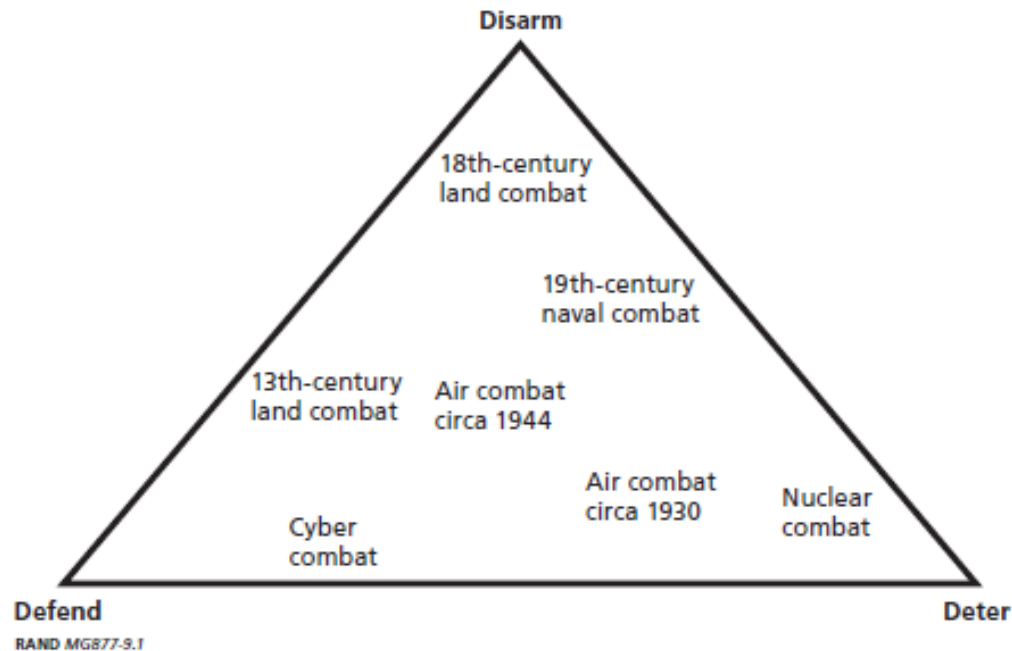 Disarm
18th-century
land combat
19th-century
naval combat
13th-century
land combat
Air combat
circa 1944
Air combat
circa 1930
Nuclear
combat
Cyber
combat
Defend
Deter
RAND MG877-9.1